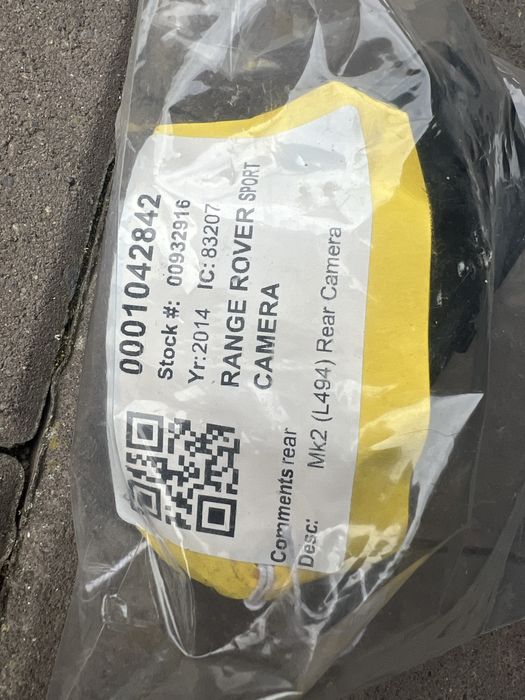 0001042842
Stock #: 00932916
Yr:2014 IC: 83207
RANGE ROVER SPORT
CAMERA
Comments rear
Desc: MK2 (L494) Rear Camera